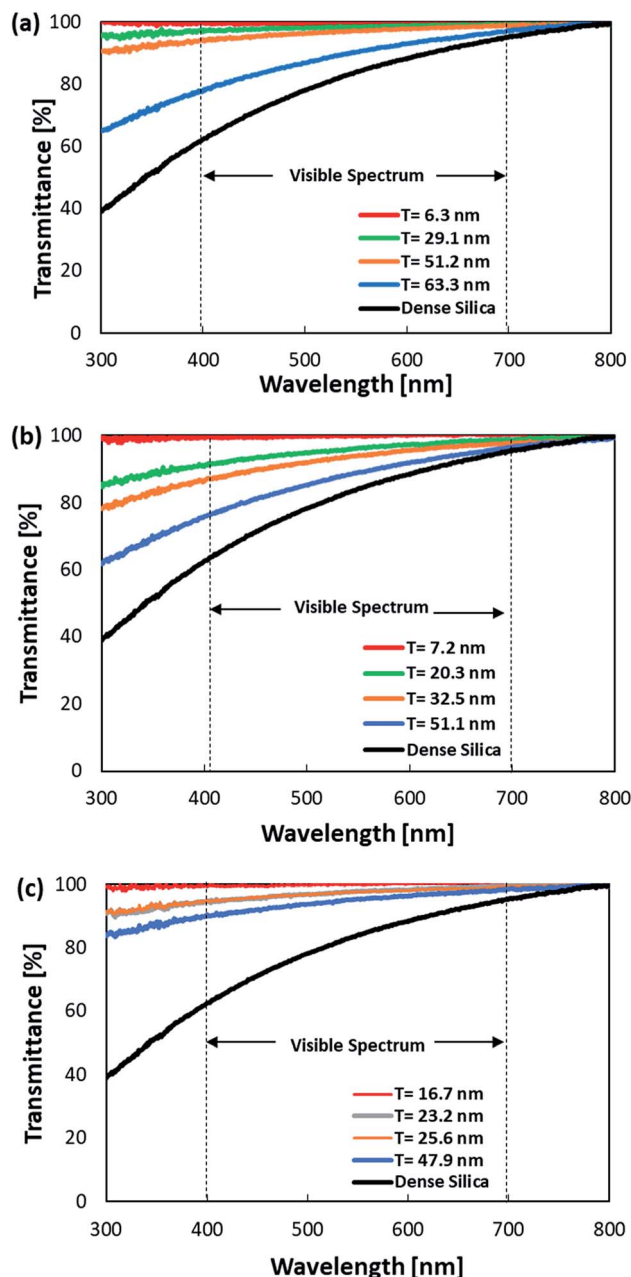 (a)
100
80
60
40
20
0
Transmittance [%]
Visible Spectrum
T= 6.3 nm
T= 29.1 nm
T= 51.2 nm
T= 63.3 nm
Dense Silica
300 400 500 600 700 800
Wavelength [nm]
(b)
100
80
60
40
20
0
Transmittance [%]
Visible Spectrum
T= 7.2 nm
T= 20.3 nm
T= 32.5 nm
T= 51.1 nm
Dense Silica
300 400 500 600 700 800
Wavelength [nm]
(c)
100
80
60
40
20
0
Transmittance [%]
Visible Spectrum
T= 16.7 nm
T= 23.2 nm
T= 25.6 nm
T= 47.9 nm
Dense Silica
300 400 500 600 700 800
Wavelength [nm]